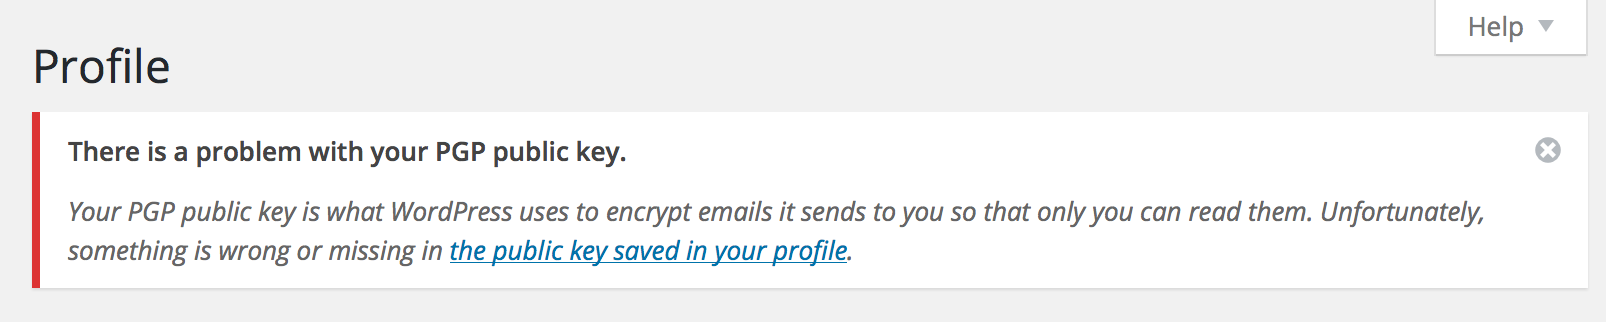 Help
Profile
There is a problem with your PGP public key.
Your PGP public key is what WordPress uses to encrypt emails it sends to you so that only you can read them. Unfortunately,
something is wrong or missing in the public key saved in your profile.